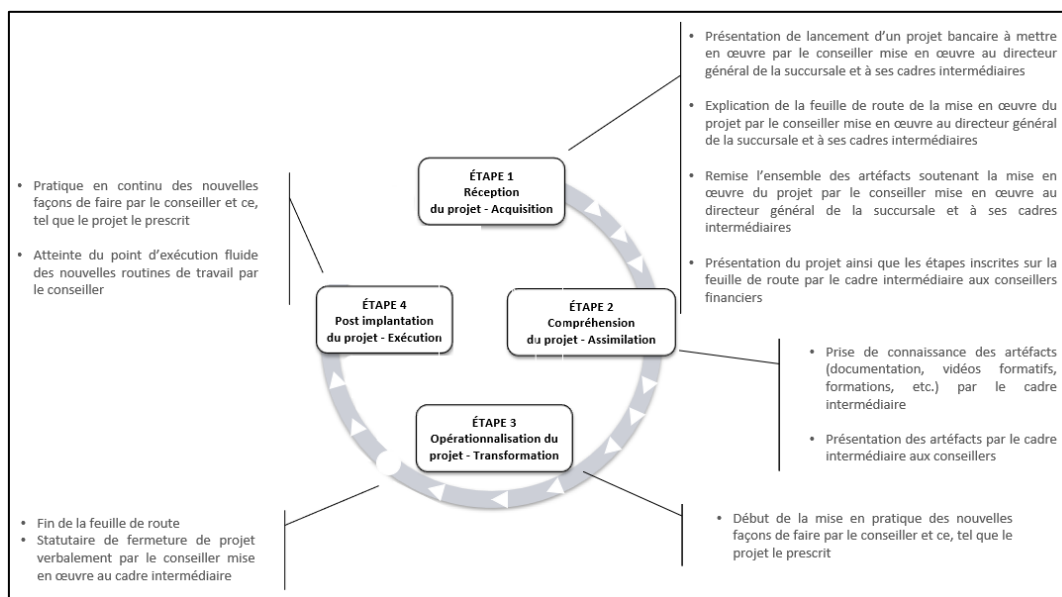 • Présentation de lancement d'un projet bancaire à mettre
en œuvre par le conseiller mise en œuvre au directeur
général de la succursale et à ses cadres intermédiaires
• Explication de la feuille de route de la mise en œuvre du
projet par le conseiller mise en œuvre au directeur général
de la succursale et à ses cadres intermédiaires
• Remise l'ensemble des artéfacts soutenant la mise en
œuvre du projet par le conseiller mise en œuvre au
directeur général de la succursale et à ses cadres
intermédiaires
• Présentation du projet ainsi que les étapes inscrites sur la
feuille de route par le cadre intermédiaire aux conseillers
financiers
ÉTAPE 1
Réception
du projet - Acquisition
• Pratique en continu des nouvelles
façons de faire par le conseiller et ce,
tel que le projet le prescrit
• Atteinte du point d'exécution fluide
des nouvelles routines de travail par
le conseiller
ÉTAPE 4
Post implantation
du projet - Exécution
ÉTAPE 2
Compréhension
du projet - Assimilation
• Prise de connaissance des artéfacts
(documentation, vidéos formatifs,
formations, etc.) par le cadre
intermédiaire
• Présentation des artéfacts par le cadre
intermédiaire aux conseillers
ÉTAPE 3
Opérationnalisation du
projet - Transformation
• Fin de la feuille de route
• Statutaire de fermeture de projet
verbalement par le conseiller mise
en œuvre au cadre intermédiaire
• Début de la mise en pratique des nouvelles
façons de faire par le conseiller et ce, tel que le
projet le prescrit